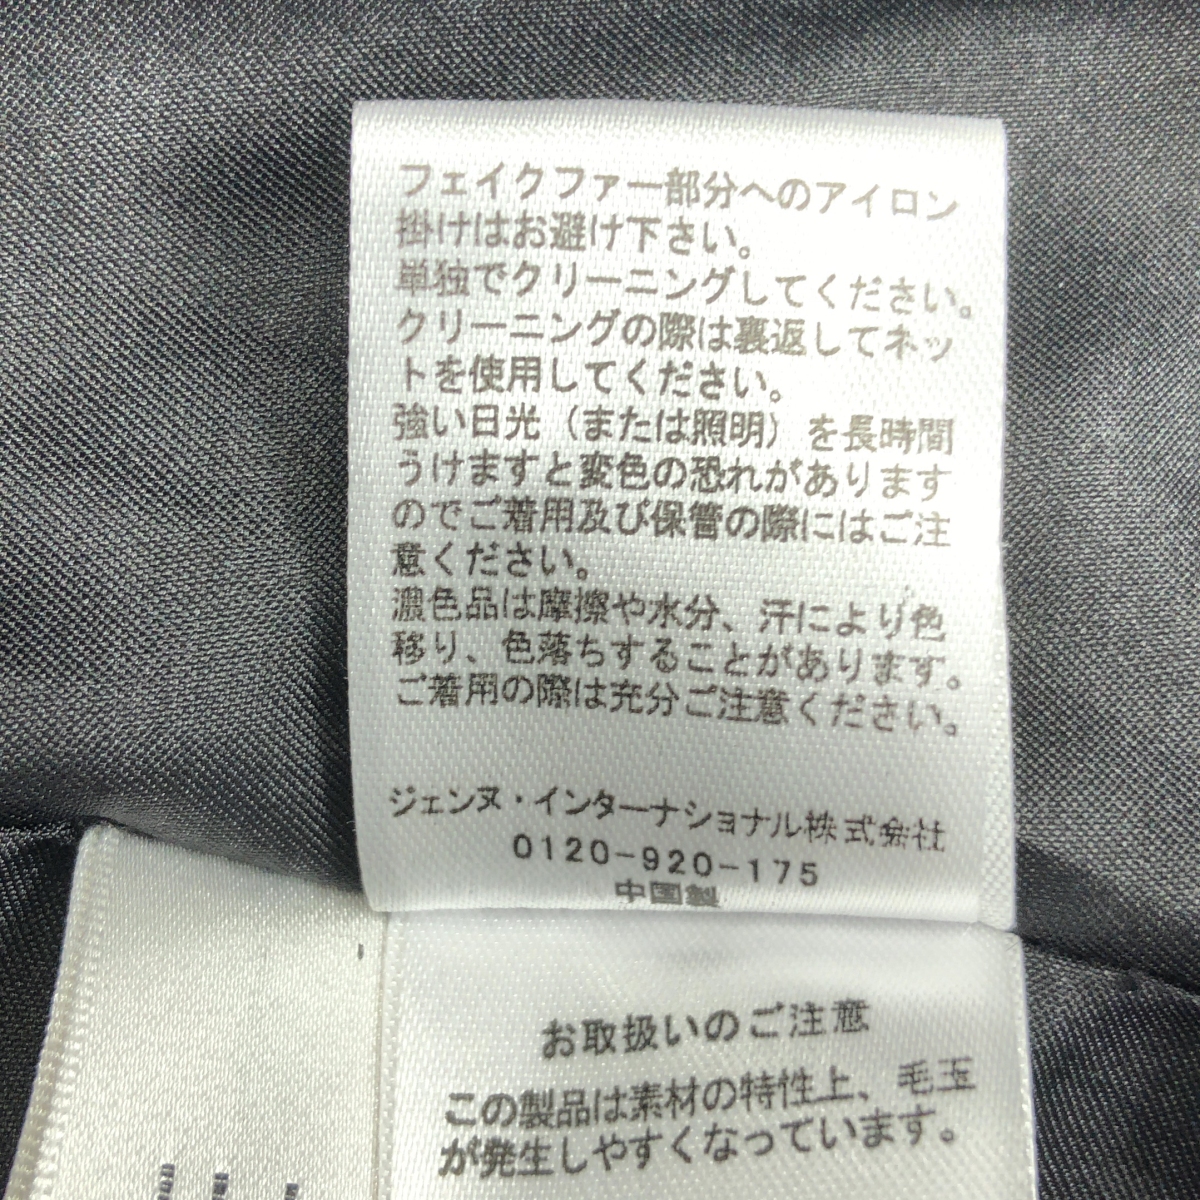 フェイクファー部分へのアイロン
掛けはお避け下さい。
単独でクリーニングしてください。
クリーニングの際は裏返してネッ
トを使用してください。
強い日光（または照明）を長時間
うけますと変色の恐れがあります
のでご着用及び保管の際にはご注
意ください。
濃色品は摩擦や水分、汗により色
移り、色落ちすることがあります。
ご着用の際は充分ご注意ください。
ジェンヌ・インターナショナル株式会社
0120-920-175
中国製
お取扱いのご注意
この製品は素材の特性上、毛玉
が発生しやすくなっています。